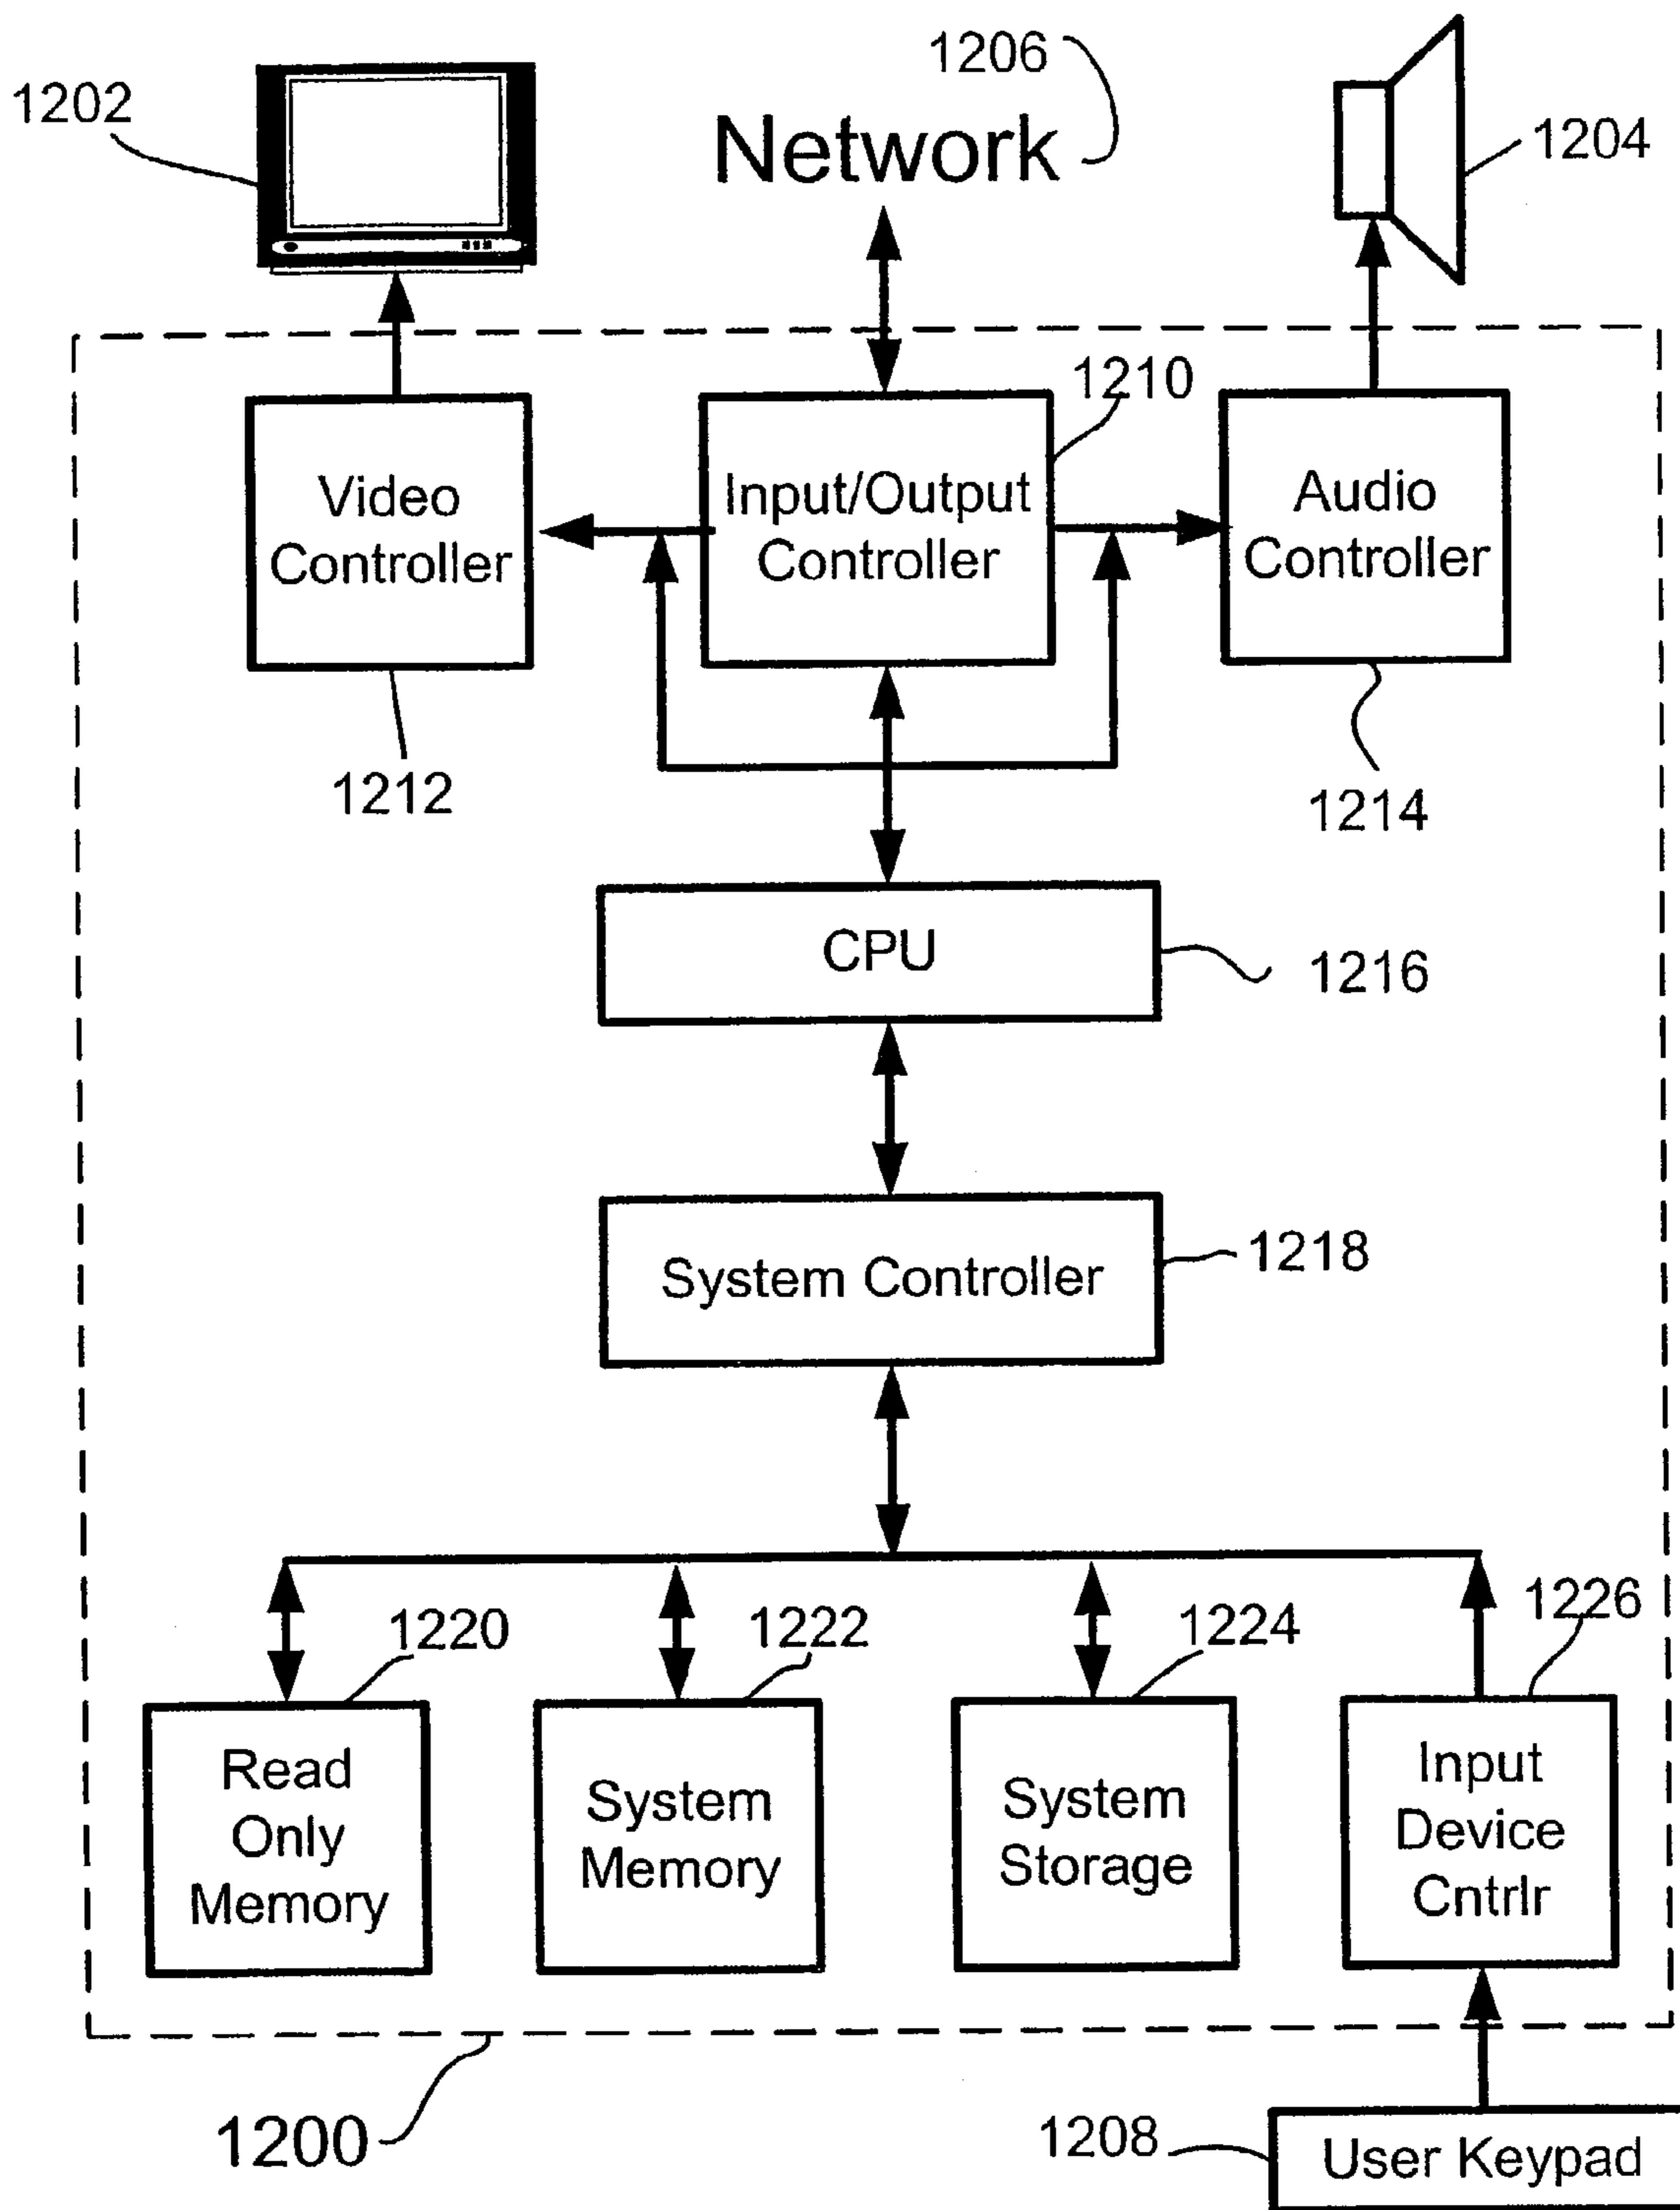 1206
1202
Network
1204
1210
Video
Controller
Input/Output
Controller
Audio
Controller
1212
1214
CPU
1216
System Controller
1218
1220
1222
1224
1226
Read
Only
Memory
System
Memory
System
Storage
Input
Device
Cntrlr
1200
1208
User Keypad